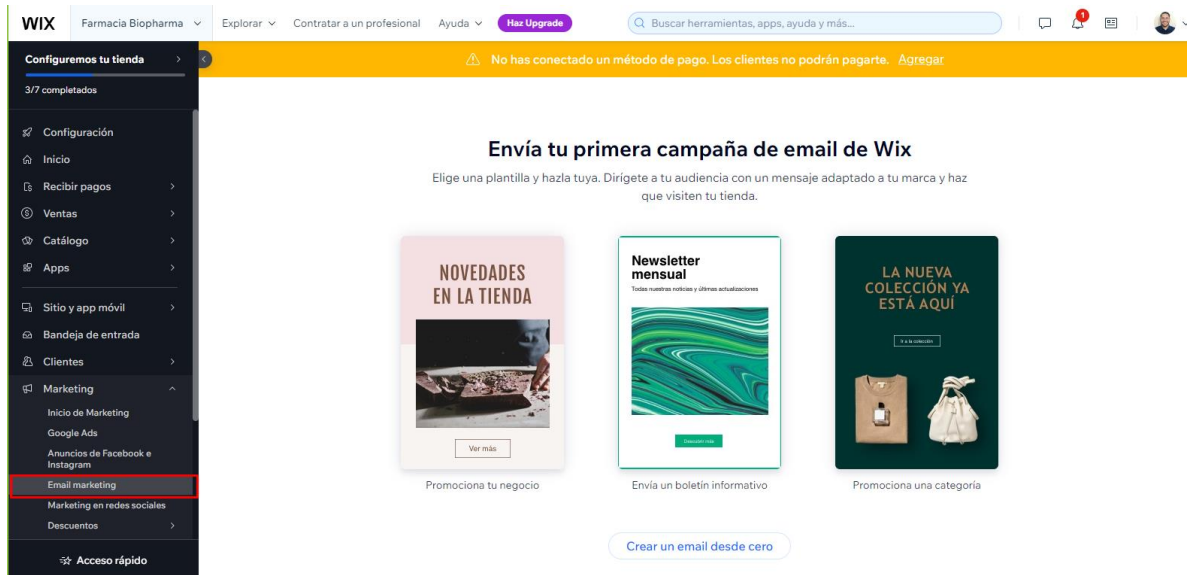 WIX Farmacia Biopharma Explorar Contratar a un profesional Ayuda Haz Upgrade Buscar herramientas, apps, ayuda y más... 1
Configuremos tu tienda
3/7 completados
No has conectado un método de pago. Los clientes no podrán pagarte. Agregar
Configuración
Inicio
Recibir pagos
Ventas
Catálogo
Apps
Sitio y app móvil
Bandeja de entrada
Clientes
Marketing
Inicio de Marketing
Google Ads
Anuncios de Facebook e
Instagram
Email marketing
Marketing en redes sociales
Descuentos
Acceso rápido
Envía tu primera campaña de email de Wix
Elige una plantilla y hazla tuya. Dirígete a tu audiencia con un mensaje adaptado a tu marca y haz
que visiten tu tienda.
NOVEDADES
EN LA TIENDA
Ver más
Promociona tu negocio
Newsletter
mensual
Todas nuestras noticias y últimas actualizaciones
Descubrir más
Envía un boletín informativo
LA NUEVA
COLECCIÓN YA
ESTÁ AQUÍ
Ir a la colección
Promociona una categoría
Crear un email desde cero